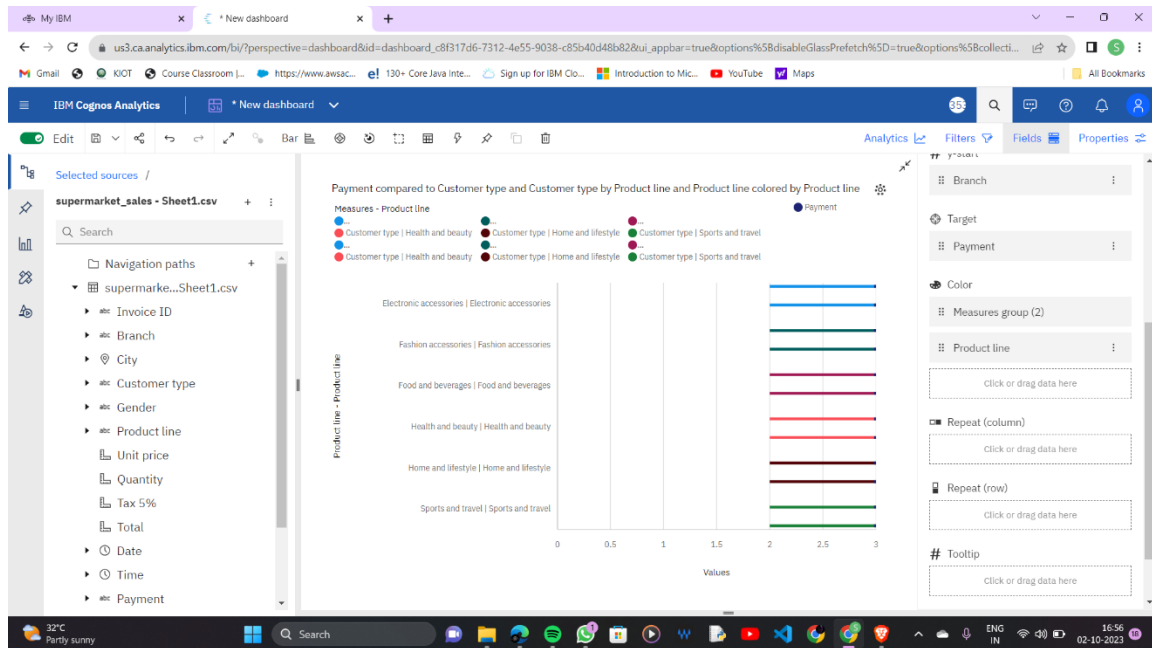 My IBM
* New dashboard
us3.ca.analytics.ibm.com/bi/?perspective=dashboard&id=dashboard_c8f317d6-7312-4e55-9038-c85b40d48b82&ui_appbar=true&options%5BdisableGlassPrefetch%5D=true&options%5Bcollecti...
S
Gmail
KIOT
Course Classroom |...
https://www.awsac...
130+ Core Java Inte...
Sign up for IBM Clo...
Introduction to Mic...
YouTube
Maps
All Bookmarks
IBM Cognos Analytics
* New dashboard
Edit
Bar
Analytics
Filters
Fields
Properties
Selected sources /
supermarket_sales - Sheet1.csv
Search
Navigation paths
supermarke...Sheet1.csv
abc Invoice ID
abc Branch
City
abc Customer type
abc Gender
abc Product line
Unit price
Quantity
Tax 5%
Total
Date
Time
abc Payment
Payment compared to Customer type and Customer type by Product line and Product line colored by Product line
Measures - Product line
Payment
... ... ...
Customer type | Health and beauty Customer type | Home and lifestyle Customer type | Sports and travel
... ... ...
Customer type | Health and beauty Customer type | Home and lifestyle Customer type | Sports and travel
Product line - Product line
Electronic accessories | Electronic accessories
Fashion accessories | Fashion accessories
Food and beverages | Food and beverages
Health and beauty | Health and beauty
Home and lifestyle | Home and lifestyle
Sports and travel | Sports and travel
0 0.5 1 1.5 2 2.5 3
Values
y-start
Branch
Target
Payment
Color
Measures group (2)
Product line
Click or drag data here
Repeat (column)
Click or drag data here
Repeat (row)
Click or drag data here
# Tooltip
Click or drag data here
32°C
Partly sunny
Search
ENG
IN
16:56
02-10-2023